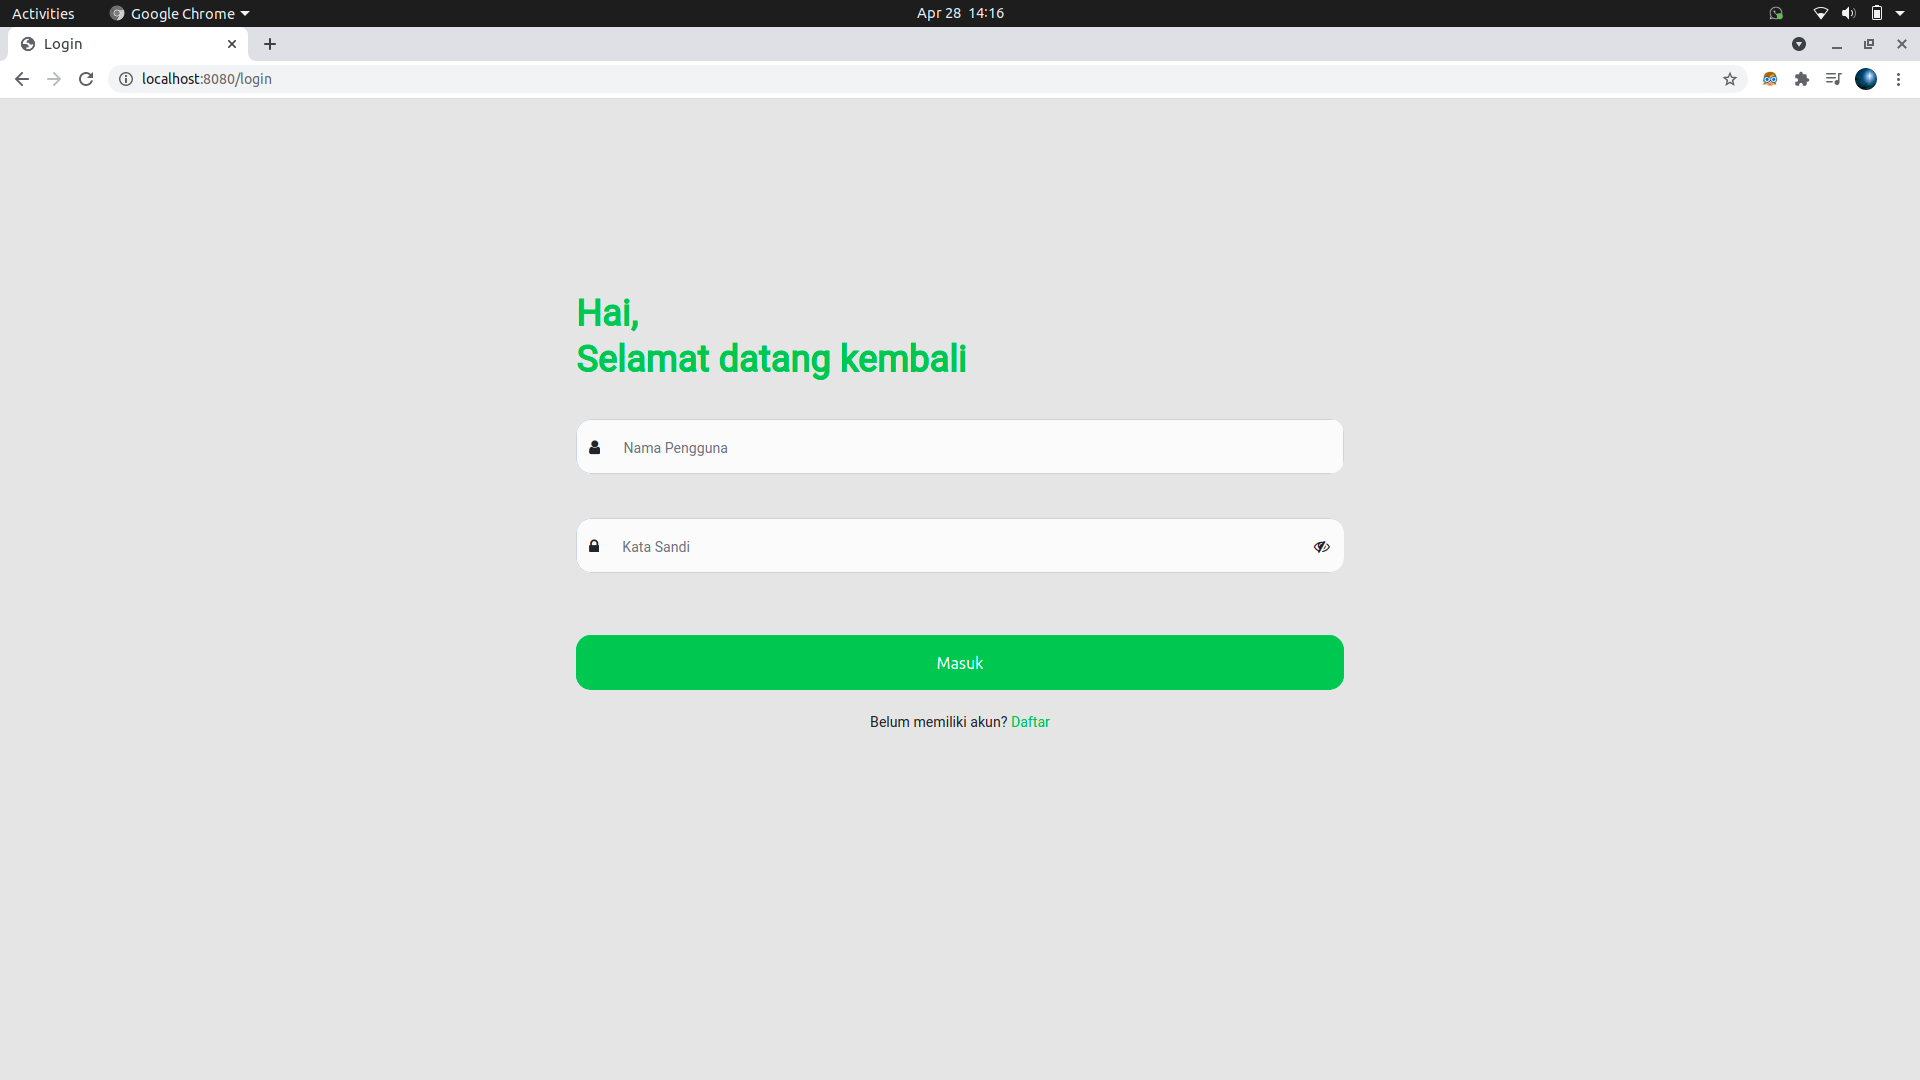 Activities
Google Chrome
Apr 28 14:16
Login
localhost:8080/login
Hai,
Selamat datang kembali
Nama Pengguna
Kata Sandi
Masuk
Belum memiliki akun? Daftar